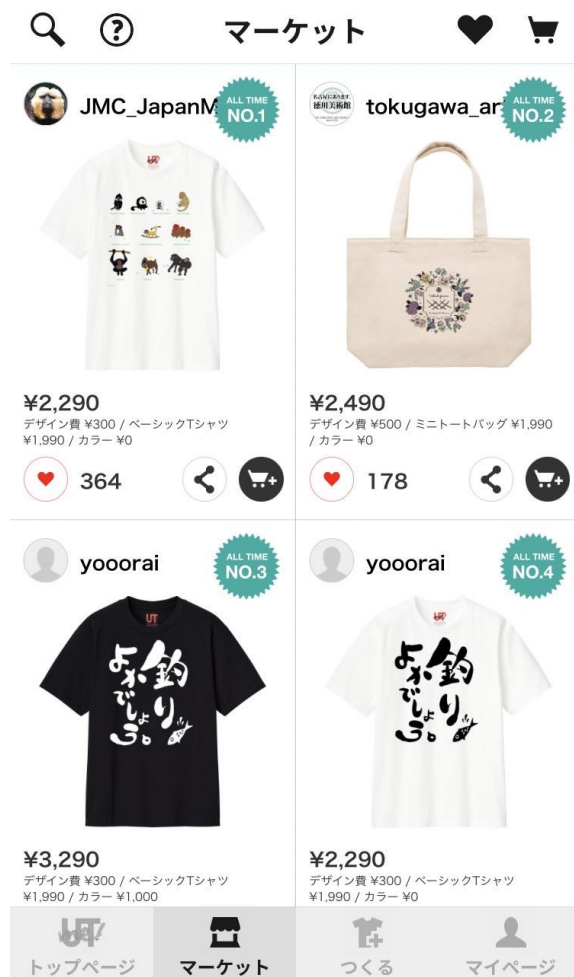 マーケット
JMC_JapanM
ALL TIME
NO.1
¥2,290
デザイン費 ¥300 / ベーシックTシャツ
¥1,990 / カラー ¥0
364
徳川美術館
tokugawa_ar
ALL TIME
NO.2
¥2,490
デザイン費 ¥500 / ミニトートバッグ ¥1,990
/ カラー ¥0
178
yooorai
ALL TIME
NO.3
UT
釣り
よかでしょう。
¥3,290
デザイン費 ¥300 / ベーシックTシャツ
¥1,990 / カラー ¥1,000
yooorai
ALL TIME
NO.4
釣り
よかでしょう。
¥2,290
デザイン費 ¥300 / ベーシックTシャツ
¥1,990 / カラー ¥0
UT me!
トップページ
マーケット
つくる
マイページ